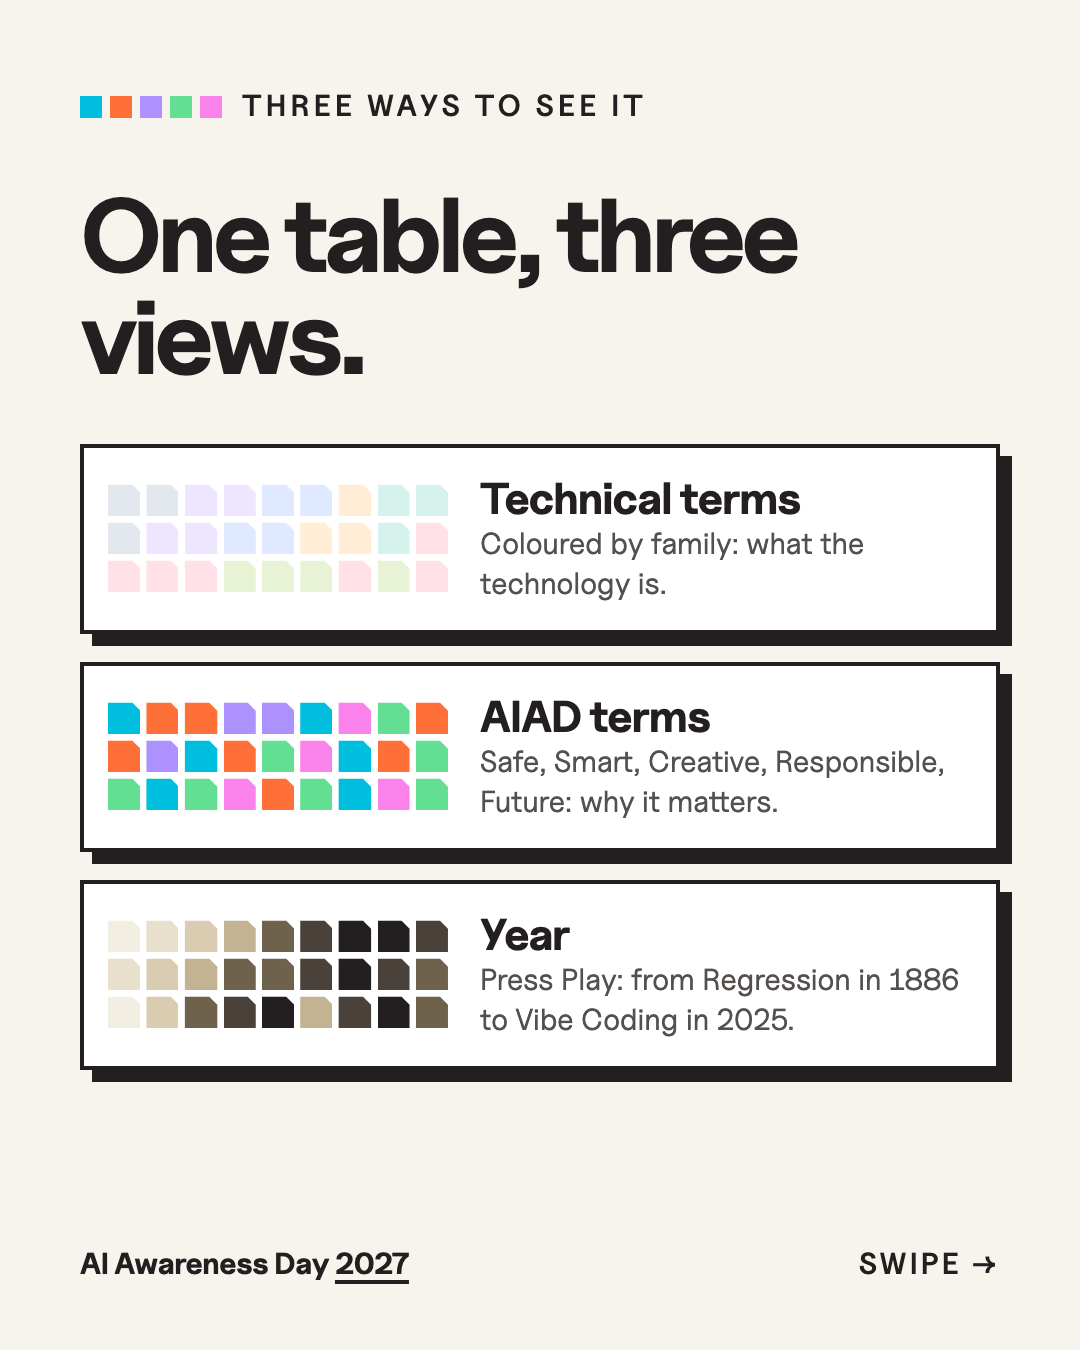 THREE WAYS TO SEE IT
One table, three
views.
Technical terms
Coloured by family: what the
technology is.
AIAD terms
Safe, Smart, Creative, Responsible,
Future: why it matters.
Year
Press Play: from Regression in 1886
to Vibe Coding in 2025.
AI Awareness Day 2027
SWIPE →